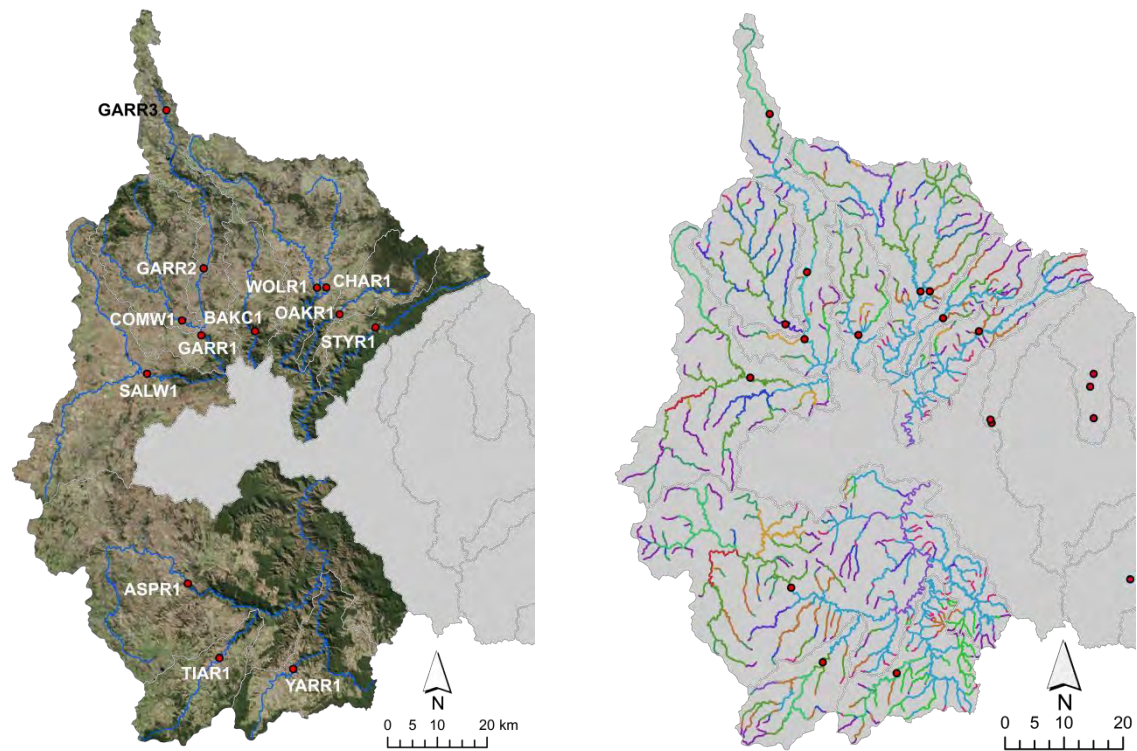 GARR3
GARR2
WOLR1
CHAR1
OAKR1
COMW1
BAKC1
GARR1
STYR1
SALW1
ASPR1
TIAR1
YARR1
N
0 5 10 20 km
N
0 5 10 20